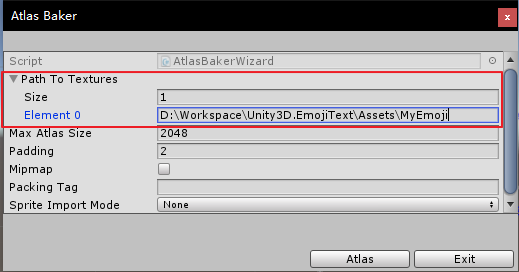 Atlas Baker
x
Script AtlasBakerWizard
Path To Textures
Size 1
Element 0 D:\Workspace\Unity3D.EmojiText\Assets\MyEmoji
Max Atlas Size 2048
Padding 2
Mipmap
Packing Tag
Sprite Import Mode None
Atlas Exit